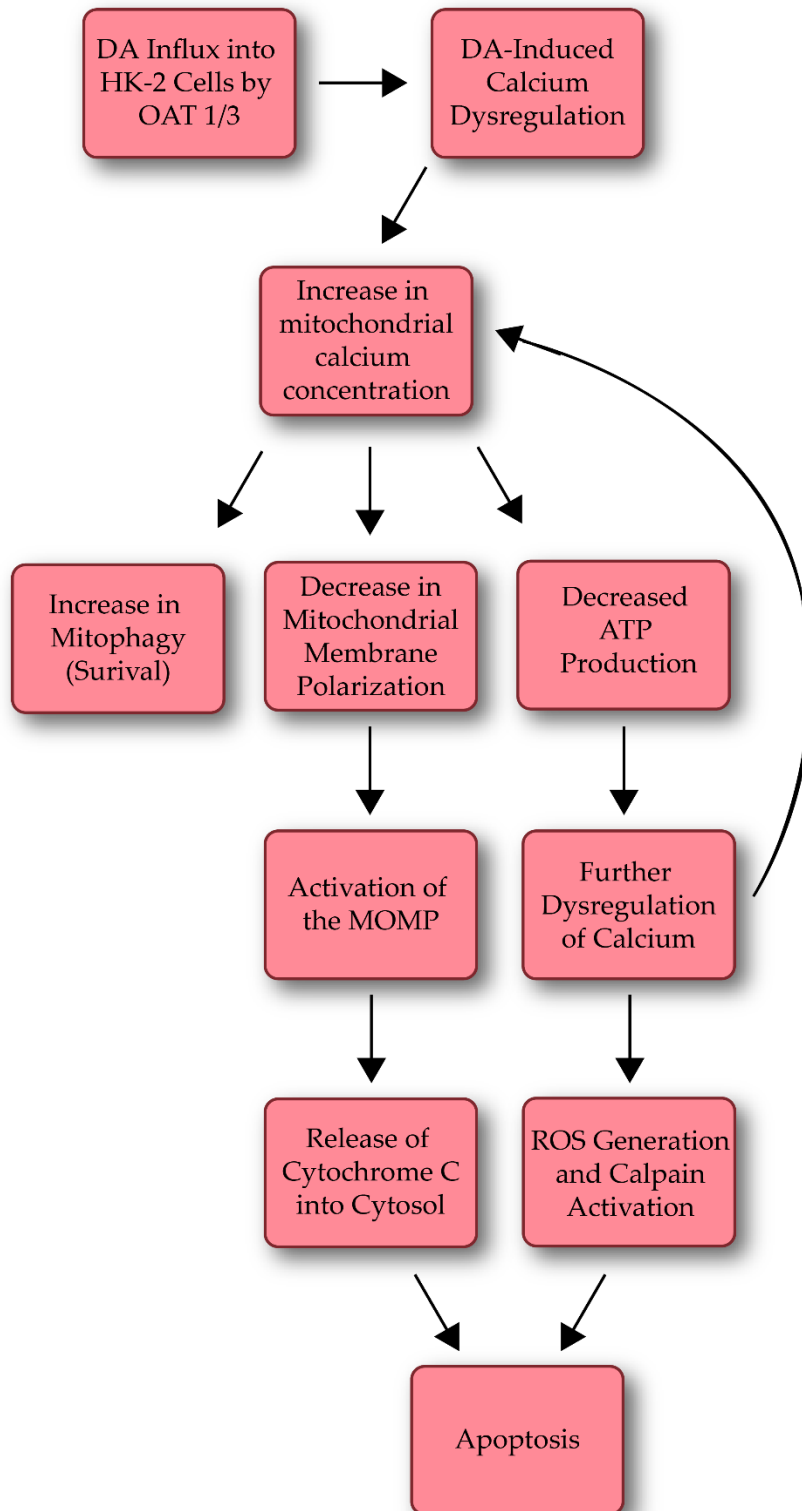 DA Influx into
HK-2 Cells by
OAT 1/3
DA-Induced
Calcium
Dysregulation
Increase in
mitochondrial
calcium
concentration
Increase in
Mitophagy
(Surival)
Decrease in
Mitochondrial
Membrane
Polarization
Decreased
ATP
Production
Activation of
the MOMP
Further
Dysregulation
of Calcium
Release of
Cytochrome C
into Cytosol
ROS Generation
and Calpain
Activation
Apoptosis